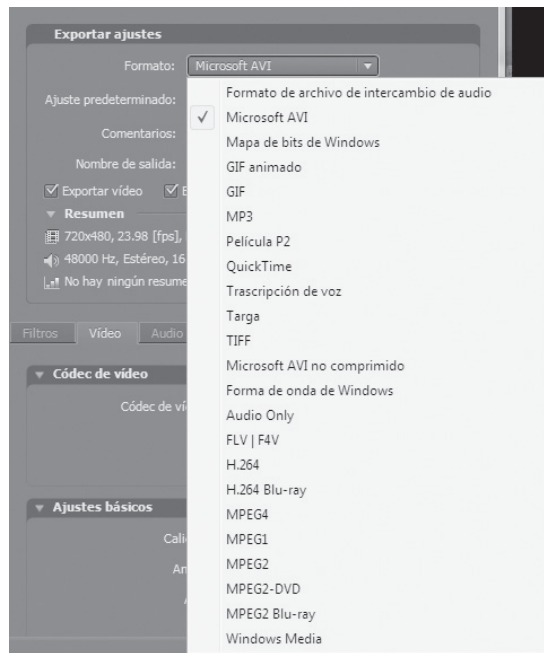 Exportar ajustes
Formato: Microsoft AVI
Ajuste predeterminado:
Comentarios:
Nombre de salida:
Exportar vídeo
Resumen
720x480, 23.98 [fps],
48000 Hz, Estéreo, 16
No hay ningún resume
Filtros Vídeo Audio
Códec de vídeo
Códec de ví
Ajustes básicos
Cali
An
Formato de archivo de intercambio de audio
Microsoft AVI
Mapa de bits de Windows
GIF animado
GIF
MP3
Película P2
QuickTime
Trascripción de voz
Targa
TIFF
Microsoft AVI no comprimido
Forma de onda de Windows
Audio Only
FLV | F4V
H.264
H.264 Blu-ray
MPEG4
MPEG1
MPEG2
MPEG2-DVD
MPEG2 Blu-ray
Windows Media